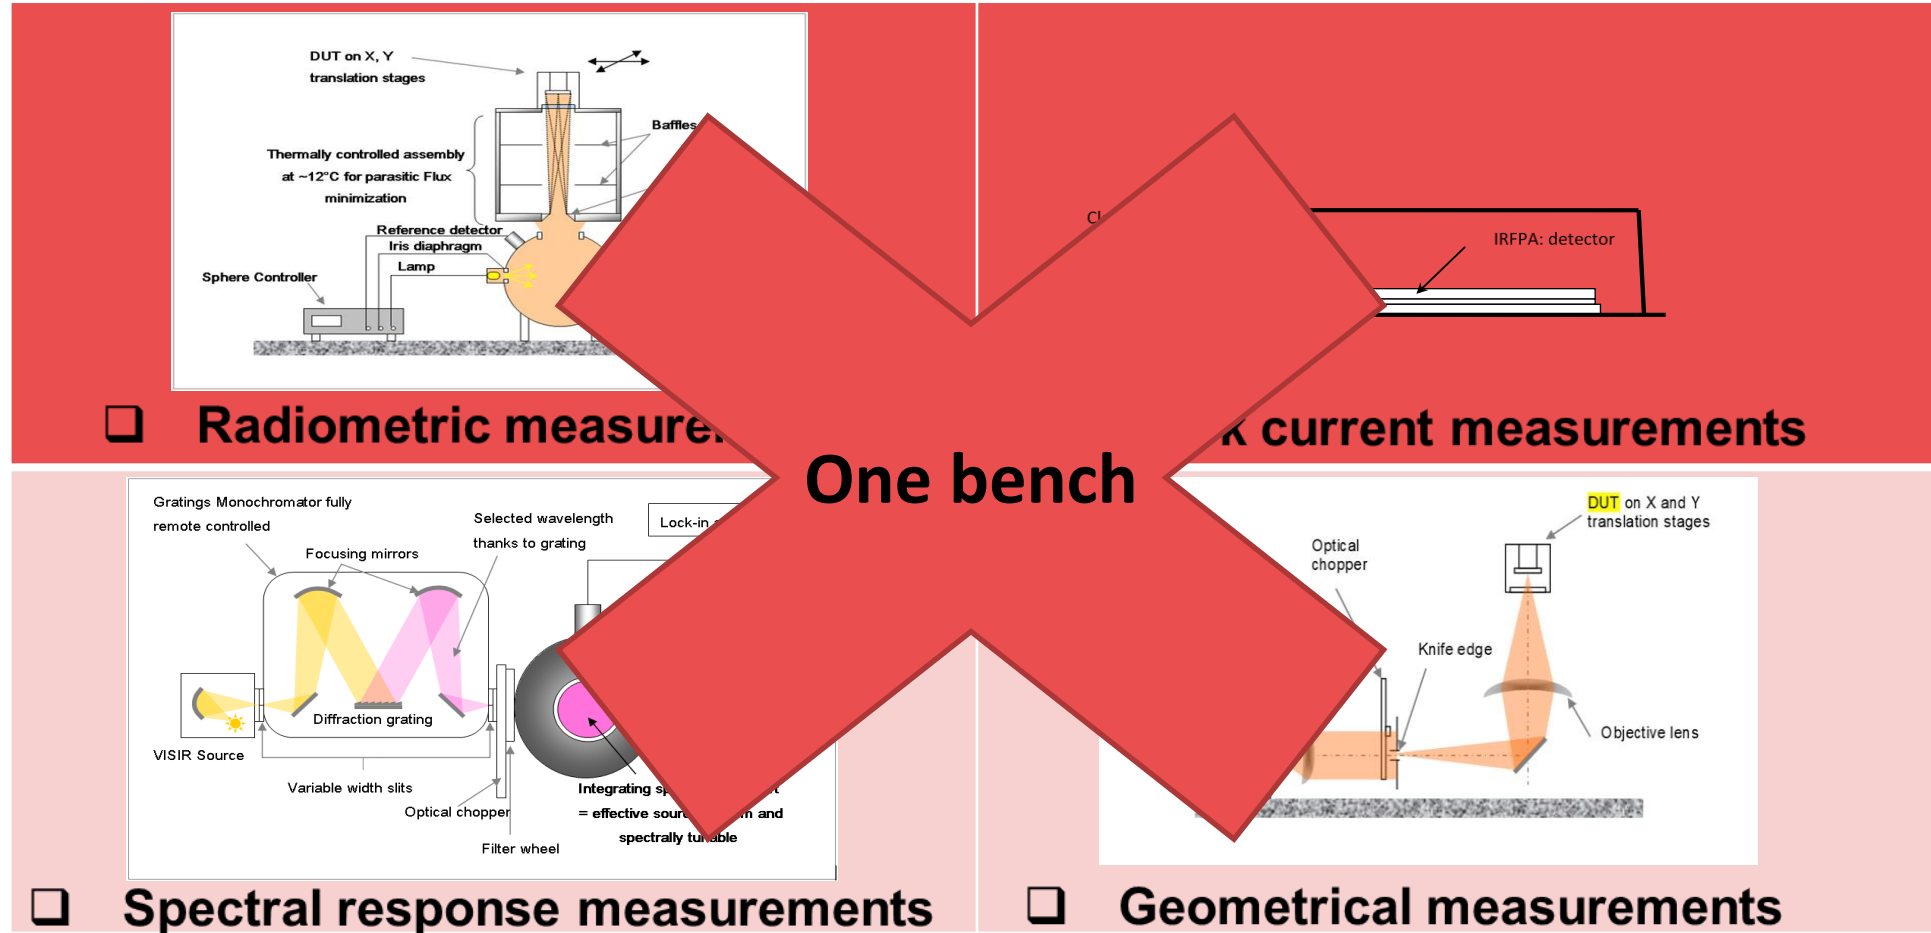 DUT on X, Y
translation stages
Baffles
Thermally controlled assembly
at ~12°C for parasitic Flux
minimization
Reference detector
Iris diaphragm
Lamp
Sphere Controller
❑ Radiometric
IRFPA: detector
current measurements
One bench
Gratings Monochromator fully
remote controlled
Selected wavelength
thanks to grating
Lock-in
Focusing mirrors
Diffraction grating
VISIR Source
Variable width slits
Optical chopper
Filter wheel
Integrating
= effective
and
spectrally
❑ Spectral response measurements
DUT on X and Y
translation stages
Optical
chopper
Knife edge
Objective lens
❑ Geometrical measurements